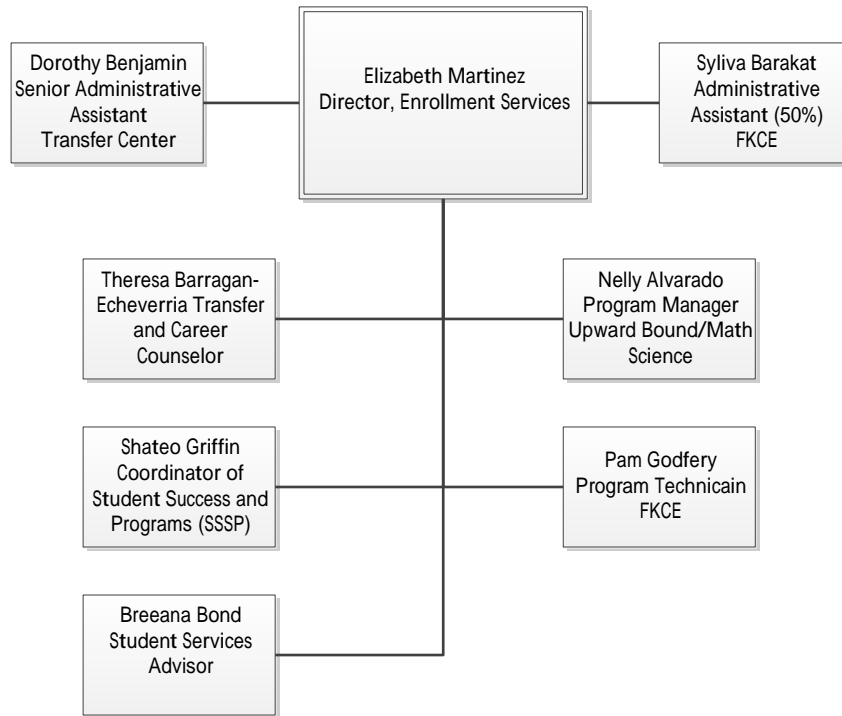 Dorothy Benjamin
Senior Administrative
Assistant
Transfer Center
Elizabeth Martinez
Director, Enrollment Services
Syliva Barakat
Administrative
Assistant (50%)
FKCE
Theresa Barragan-
Echeverria Transfer
and Career
Counselor
Nelly Alvarado
Program Manager
Upward Bound/Math
Science
Shateo Griffin
Coordinator of
Student Success and
Programs (SSSP)
Pam Godfery
Program Technicain
FKCE
Breeana Bond
Student Services
Advisor